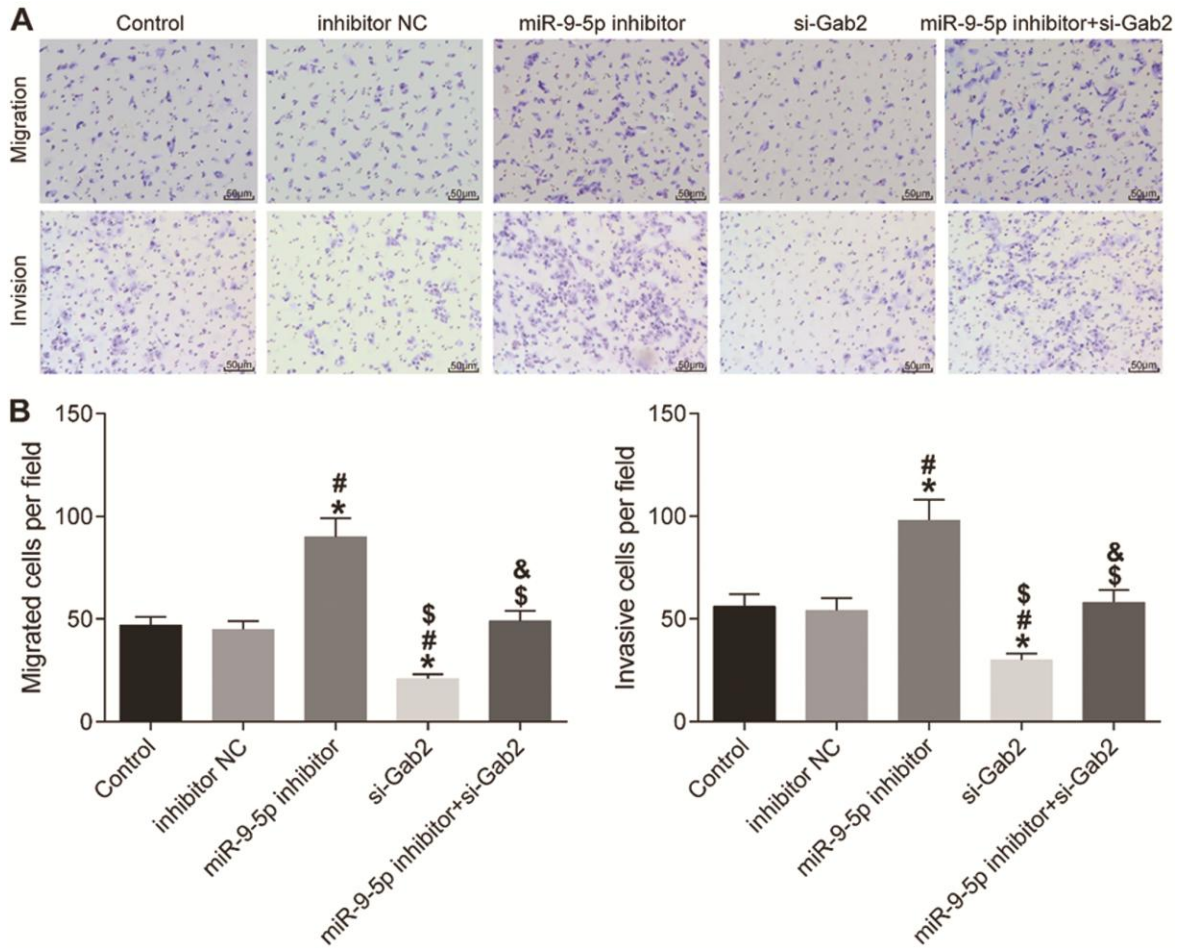 A
Control inhibitor NC miR-9-5p inhibitor si-Gab2 miR-9-5p inhibitor+si-Gab2
Migration
50μm 50μm 50μm 50μm 50μm
Invision
50μm 50μm 50μm 50μm 50μm
B
Migrated cells per field
150
100
50
0
#
*
$
#
*
&
$
Control
inhibitor NC
miR-9-5p inhibitor
si-Gab2
miR-9-5p inhibitor+si-Gab2
Invasive cells per field
150
100
50
0
#
*
$
#
*
&
$
Control
inhibitor NC
miR-9-5p inhibitor
si-Gab2
miR-9-5p inhibitor+si-Gab2